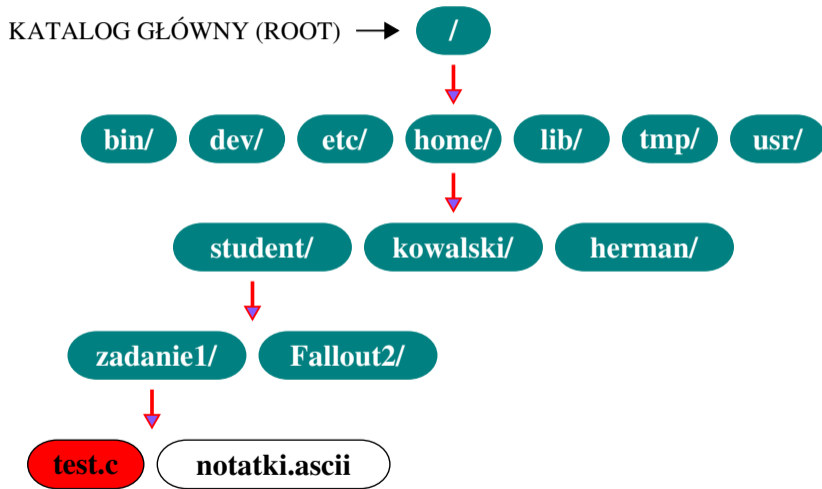 KATALOG GŁÓWNY (ROOT) /
bin/ dev/ etc/ home/ lib/ tmp/ usr/
student/ kowalski/ herman/
zadanie1/ Fallout2/
test.c notatki.ascii